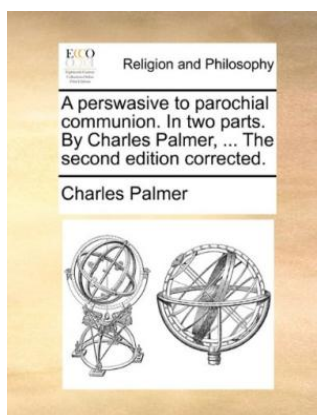 ECCO
Religion and Philosophy
A perswasive to parochial
communion. In two parts.
By Charles Palmer, ... The
second edition corrected.
Charles Palmer